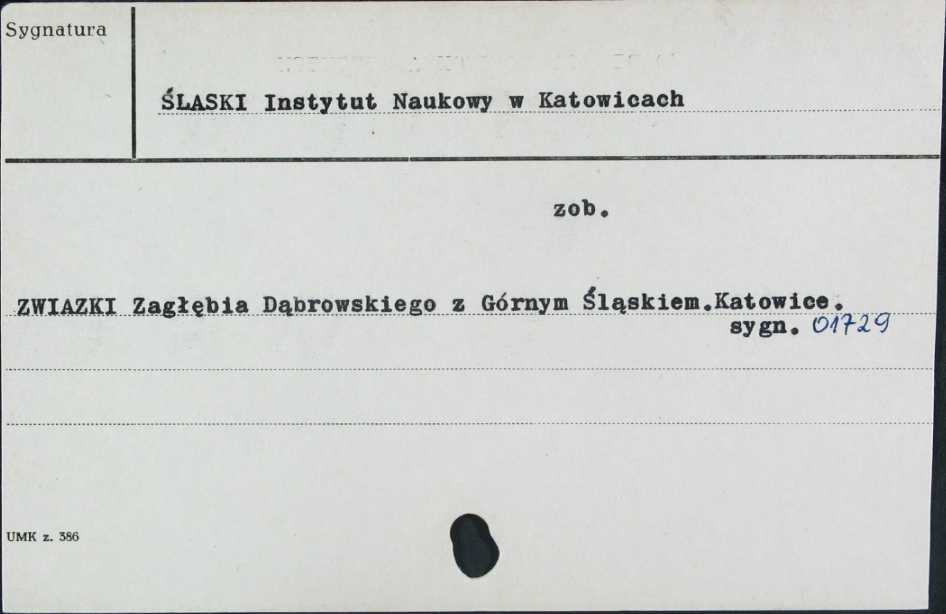 Sygnatura
ŚLASKI Instytut Naukowy w Katowicach
zob.
ZWIAZKI Zagłębia Dąbrowskiego z Górnym Śląskiem.Katowice.
sygn. 01729
UMK z. 386